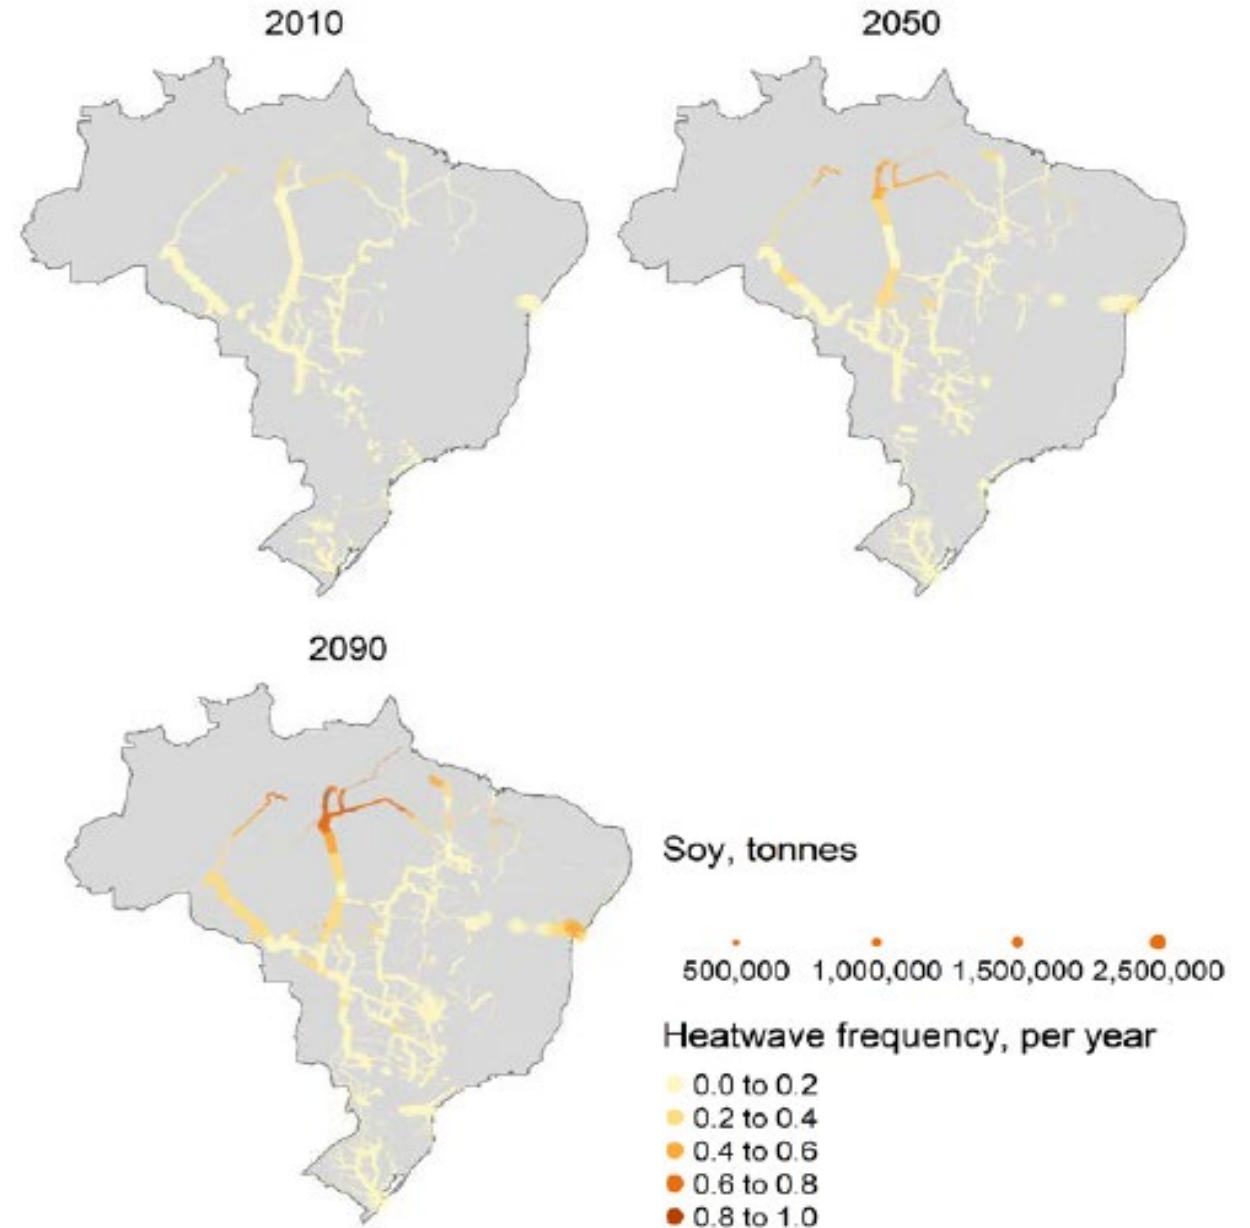 2010
2050
2090
Soy, tonnes
500,000 1,000,000 1,500,000 2,500,000
Heatwave frequency, per year
0.0 to 0.2
0.2 to 0.4
0.4 to 0.6
0.6 to 0.8
0.8 to 1.0